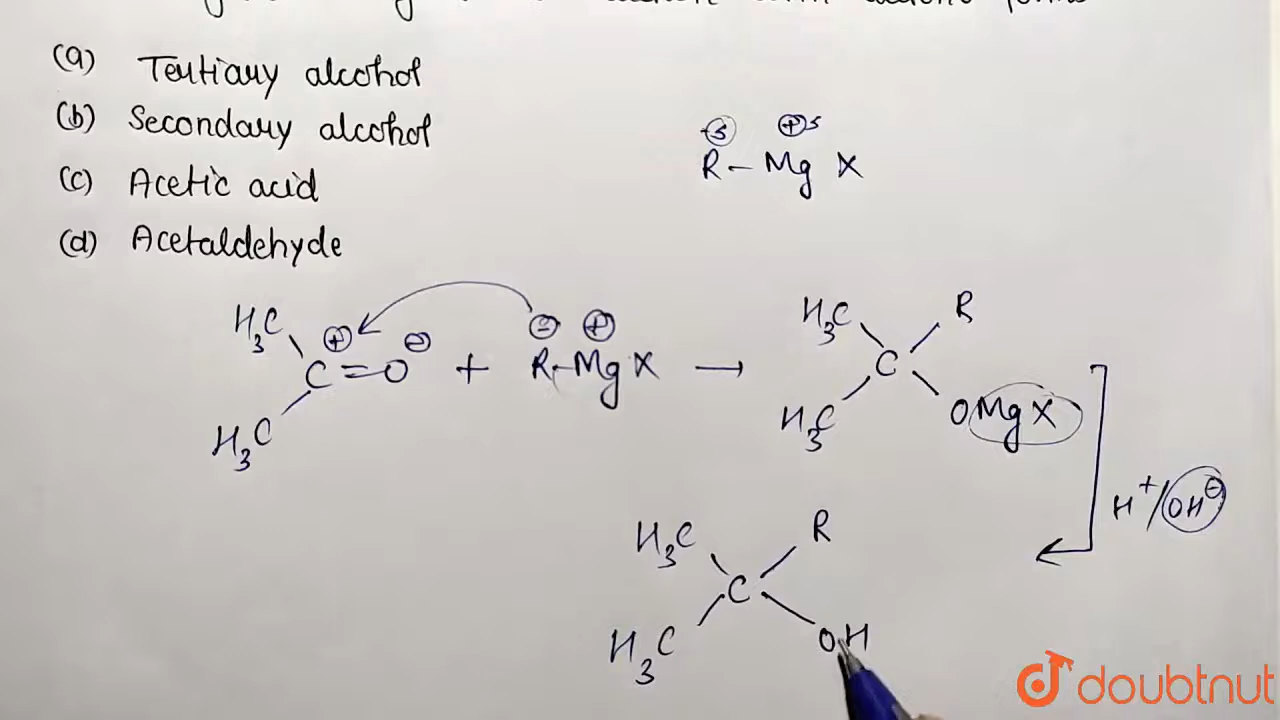 (a) Tertiary alcohol
(b) Secondary alcohol
(c) Acetic acid
(d) Acetaldehyde
-δ +δ
R - Mg X
H3C
C = O + R - Mg X →
⊕ ⊖ ⊖ ⊕
H3C
H3C R
C
H3C OMgX
H+/OH⊖
H3C R
C
H3C OH
doubtnut